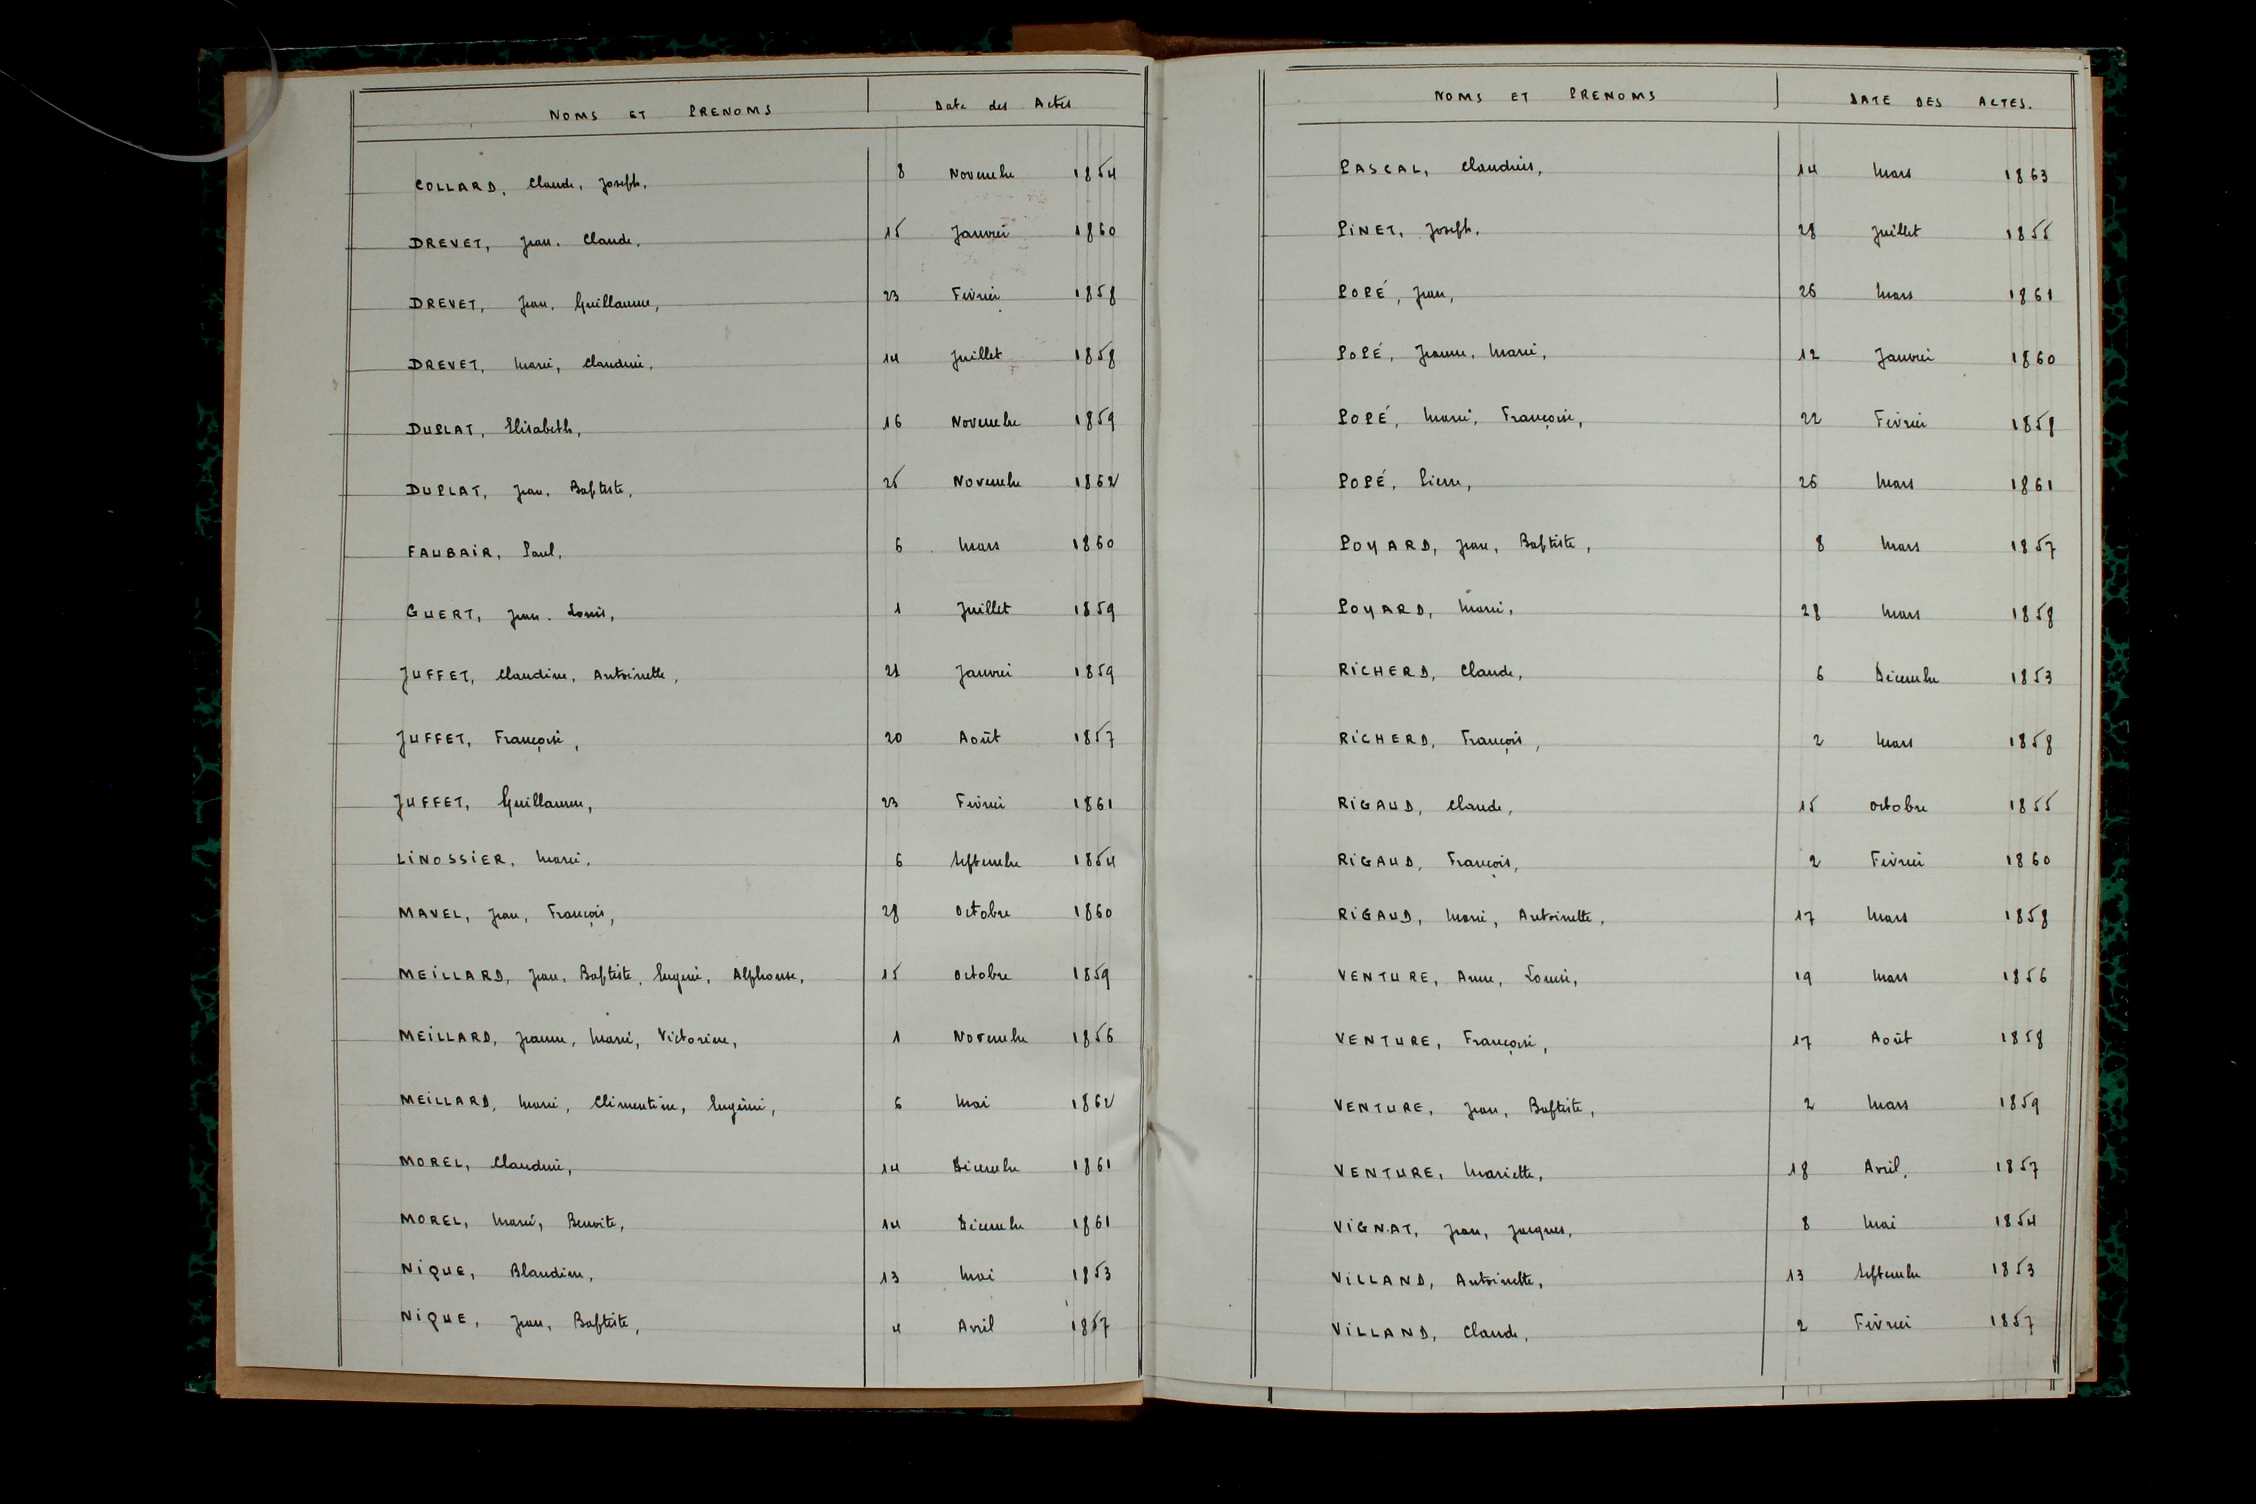 NOMS ET PRENOMS Date des Actes
COLLARD, Claude, Joseph, 8 Novembre 1854
DREVET, Jean. Claude, 15 Janvier 1860
DREVET, Jean, Guillaume, 23 Février 1858
DREVET, Marie, Claudine, 14 Juillet 1858
DUPLAT, Elisabeth, 16 Novembre 1859
DUPLAT, Jean, Baptiste, 25 Novembre 1862
FAUBAIR, Paul, 6 Mars 1860
GUERT, Jean. Louis, 1 Juillet 1859
JUFFET, Claudine, Antoinette, 21 Janvier 1859
JUFFET, Françoise, 20 Août 1857
JUFFET, Guillaume, 23 Février 1861
LINOSSIER, Marie, 6 Septembre 1854
MAVEL, Jean, François, 28 Octobre 1860
MEILLARD, Jean, Baptiste, Eugène, Alphonse, 15 Octobre 1859
MEILLARD, Jeanne, Marie, Victorine, 1 Novembre 1856
MEILLARD, Marie, Clémentine, Eugénie, 6 Mai 1862
MOREL, Claudine, 14 Décembre 1861
MOREL, Marie, Benoite, 14 Décembre 1861
NIQUE, Blandine, 13 Mai 1853
NIQUE, Jean, Baptiste, 4 Avril 1857
NOMS ET PRENOMS DATE DES ACTES.
PASCAL, Claudius, 14 Mars 1863
PINET, Joseph, 28 Juillet 1855
POPÉ, Jean, 26 Mars 1861
POPÉ, Jeanne, Marie, 12 Janvier 1860
POPÉ, Marie, Françoise, 22 Février 1858
POPÉ, Pierre, 26 Mars 1861
POYARD, Jean, Baptiste, 8 Mars 1857
POYARD, Marie, 28 Mars 1858
RICHERD, Claude, 6 Décembre 1853
RICHERD, François, 2 Mars 1858
RIGAUD, Claude, 15 Octobre 1855
RIGAUD, François, 2 Février 1860
RIGAUD, Marie, Antoinette, 17 Mars 1858
VENTURE, Anne, Louise, 19 Mars 1856
VENTURE, Françoise, 17 Août 1858
VENTURE, Jean, Baptiste, 2 Mars 1859
VENTURE, Mariette, 18 Avril, 1857
VIGNAT, Jean, Jacques, 8 Mai 1854
VILLAND, Antoinette, 13 Septembre 1853
VILLAND, Claude, 2 Février 1857